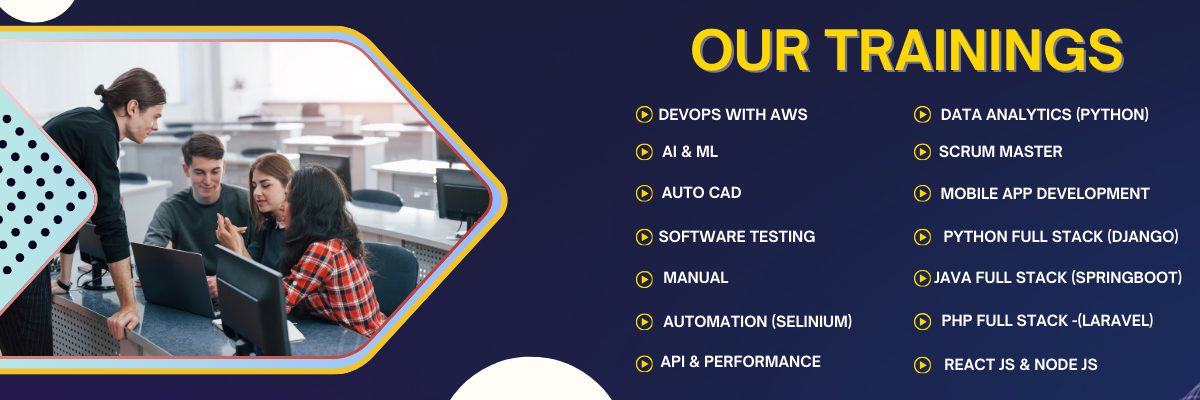 OUR TRAININGS
DEVOPS WITH AWS
AI & ML
AUTO CAD
SOFTWARE TESTING
MANUAL
AUTOMATION (SELINIUM)
API & PERFORMANCE
DATA ANALYTICS (PYTHON)
SCRUM MASTER
MOBILE APP DEVELOPMENT
PYTHON FULL STACK (DJANGO)
JAVA FULL STACK (SPRINGBOOT)
PHP FULL STACK -(LARAVEL)
REACT JS & NODE JS